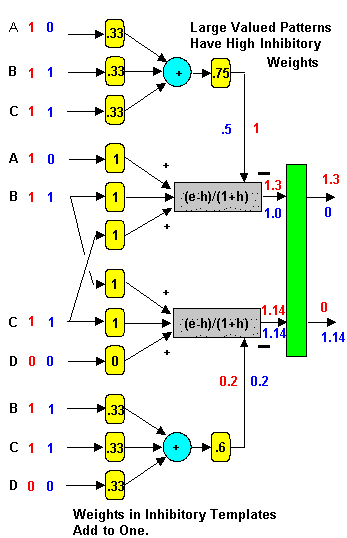 A 1 0 .33 Large Valued Patterns
Have High Inhibitory
B 1 1 .33 + .75 Weights
C 1 1 .33
.5 1
A 1 0 1 +
B 1 1 1 (e-h)/(1+h) 1.3 1.3
1.0 0
1 +
1 +
C 1 1 1 (e-h)/(1+h) 1.14 0
1.14 1.14
D 0 0 0 +
0.2 0.2
B 1 1 .33
C 1 1 .33 + .6
D 0 0 .33
Weights in Inhibitory Templates
Add to One.